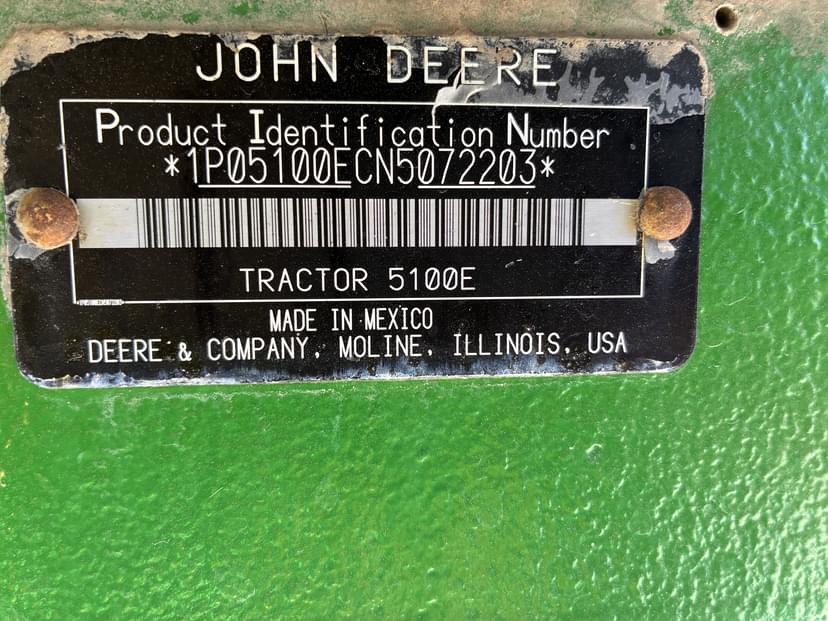 JOHN DEERE
Product Identification Number
*1P05100ECN5072203*
TRACTOR 5100E
MADE IN MEXICO
DEERE & COMPANY, MOLINE, ILLINOIS, USA